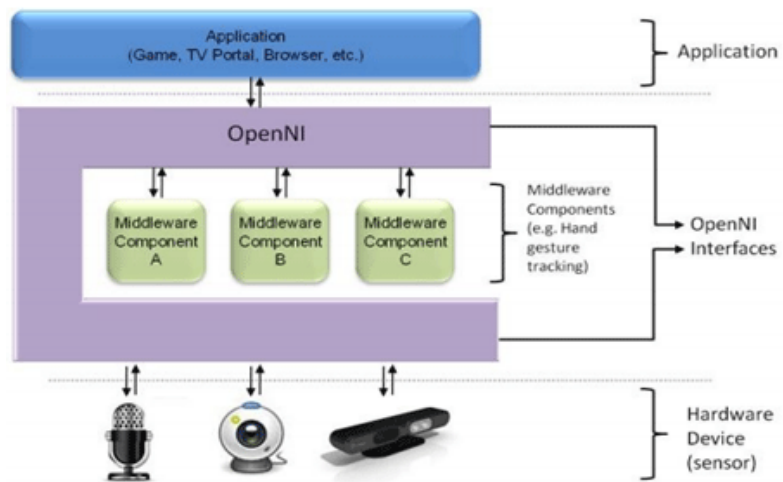 Application
(Game, TV Portal, Browser, etc.)
Application
OpenNI
Middleware
Component
A
Middleware
Component
B
Middleware
Component
C
Middleware
Components
(e.g. Hand
gesture
tracking)
OpenNI
Interfaces
Hardware
Device
(sensor)